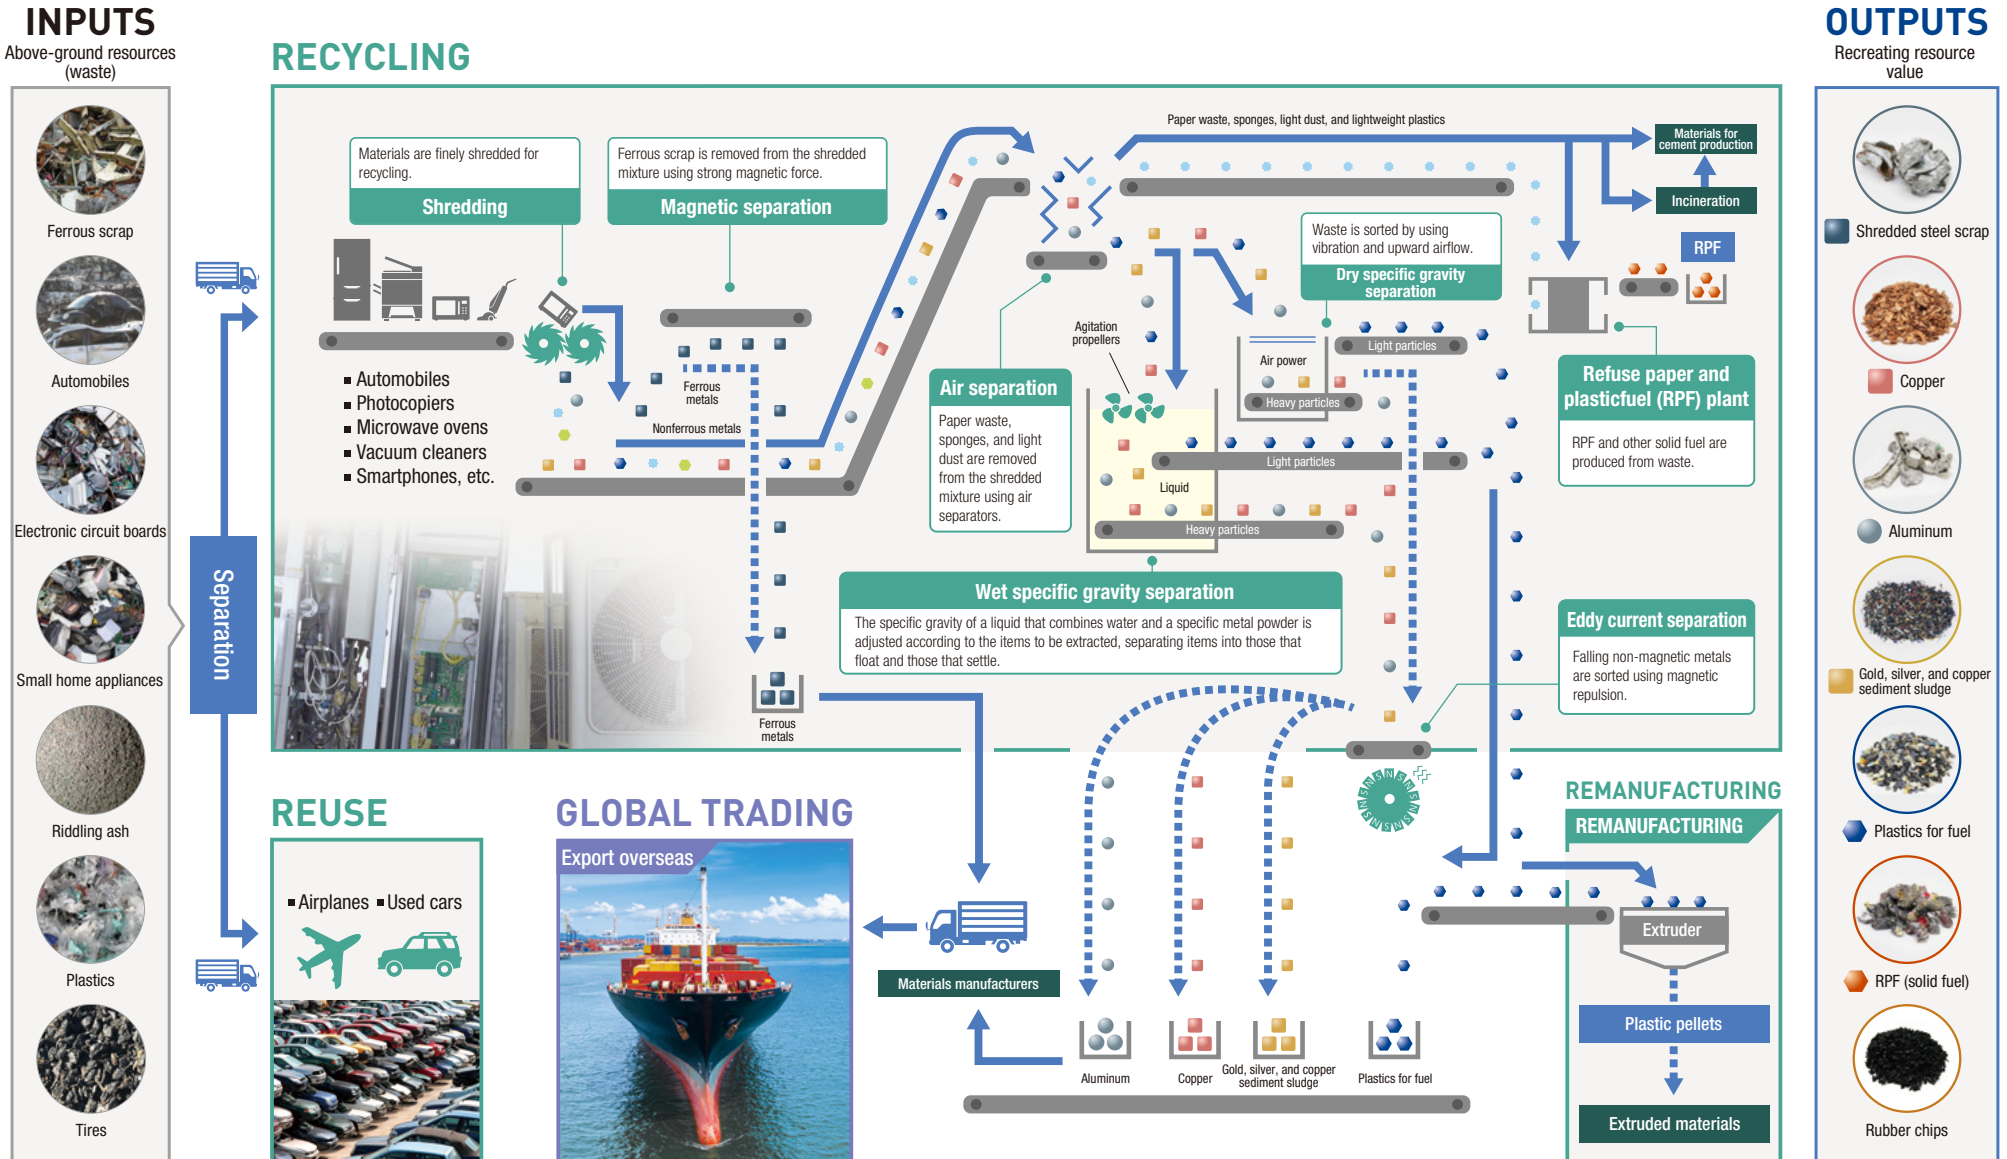 INPUTS
Above-ground resources
(waste)
Ferrous scrap
Automobiles
Electronic circuit boards
Small home appliances
Riddling ash
Plastics
Tires
Separation
RECYCLING
Materials are finely shredded for
recycling.
Shredding
Ferrous scrap is removed from the shredded
mixture using strong magnetic force.
Magnetic separation
■ Automobiles
■ Photocopiers
■ Microwave ovens
■ Vacuum cleaners
■ Smartphones, etc.
Ferrous
metals
Nonferrous metals
Ferrous
metals
Paper waste, sponges, light dust, and lightweight plastics
Materials for
cement production
Incineration
RPF
Waste is sorted by using
vibration and upward airflow.
Dry specific gravity
separation
Agitation
propellers
Air power
Light particles
Heavy particles
Air separation
Paper waste,
sponges, and light
dust are removed
from the shredded
mixture using air
separators.
Light particles
Liquid
Heavy particles
Refuse paper and
plasticfuel (RPF) plant
RPF and other solid fuel are
produced from waste.
Wet specific gravity separation
The specific gravity of a liquid that combines water and a specific metal powder is
adjusted according to the items to be extracted, separating items into those that
float and those that settle.
Eddy current separation
Falling non-magnetic metals
are sorted using magnetic
repulsion.
N S N S N S N S N S N S N S N S
REUSE
■ Airplanes ■ Used cars
GLOBAL TRADING
Export overseas
Materials manufacturers
Aluminum
Copper
Gold, silver, and copper
sediment sludge
Plastics for fuel
REMANUFACTURING
REMANUFACTURING
Extruder
Plastic pellets
Extruded materials
OUTPUTS
Recreating resource
value
Shredded steel scrap
Copper
Aluminum
Gold, silver, and copper
sediment sludge
Plastics for fuel
RPF (solid fuel)
Rubber chips